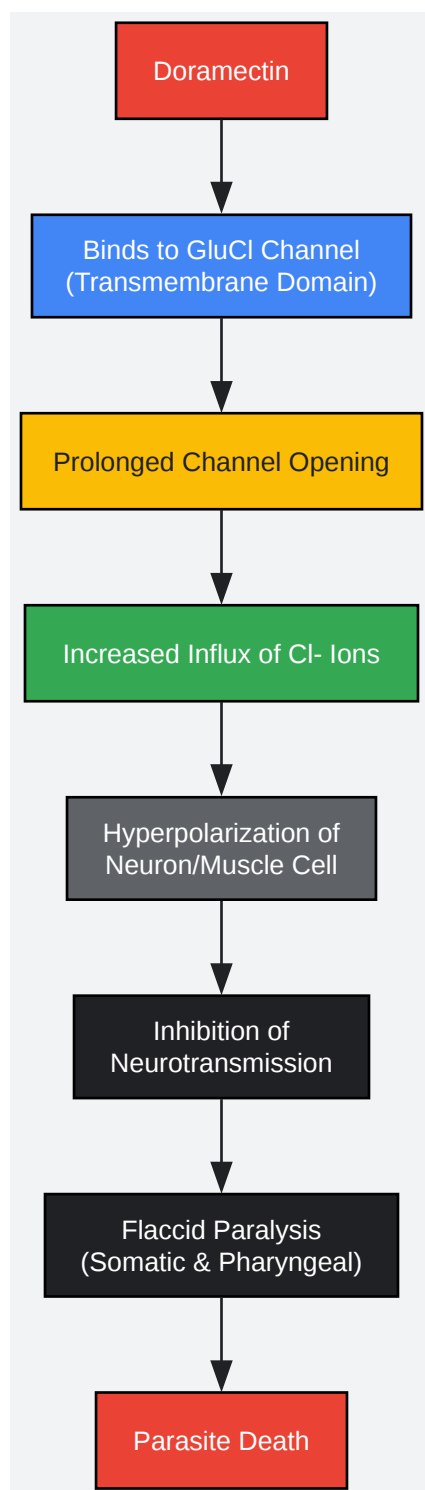 Doramectin
Binds to GluCl Channel
(Transmembrane Domain)
Prolonged Channel Opening
Increased Influx of Cl- Ions
Hyperpolarization of
Neuron/Muscle Cell
Inhibition of
Neurotransmission
Flaccid Paralysis
(Somatic & Pharyngeal)
Parasite Death